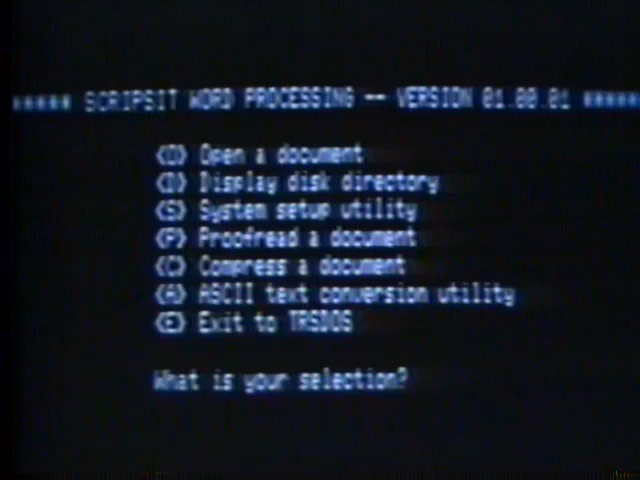 ***** SCRIPSIT WORD PROCESSING -- VERSION 01.00.01 *****
<O> Open a document
<D> Display disk directory
<S> System setup utility
<P> Proofread a document
<C> Compress a document
<A> ASCII text conversion utility
<E> Exit to TRSDOS
What is your selection?